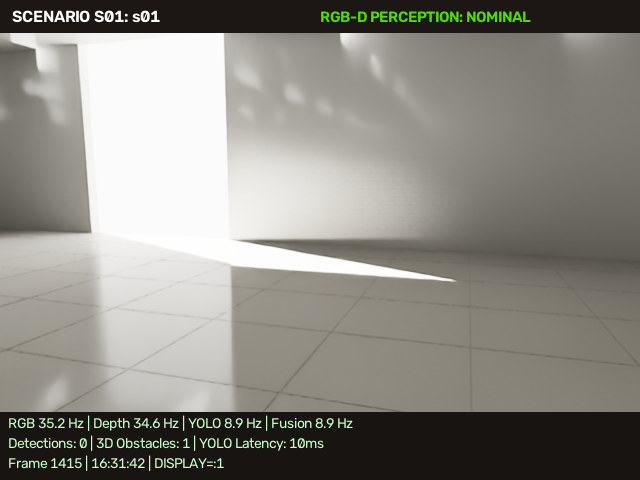 SCENARIO S01: s01
RGB-D PERCEPTION: NOMINAL
RGB 35.2 Hz | Depth 34.6 Hz | YOLO 8.9 Hz | Fusion 8.9 Hz
Detections: 0 | 3D Obstacles: 1 | YOLO Latency: 10ms
Frame 1415 | 16:31:42 | DISPLAY=:1